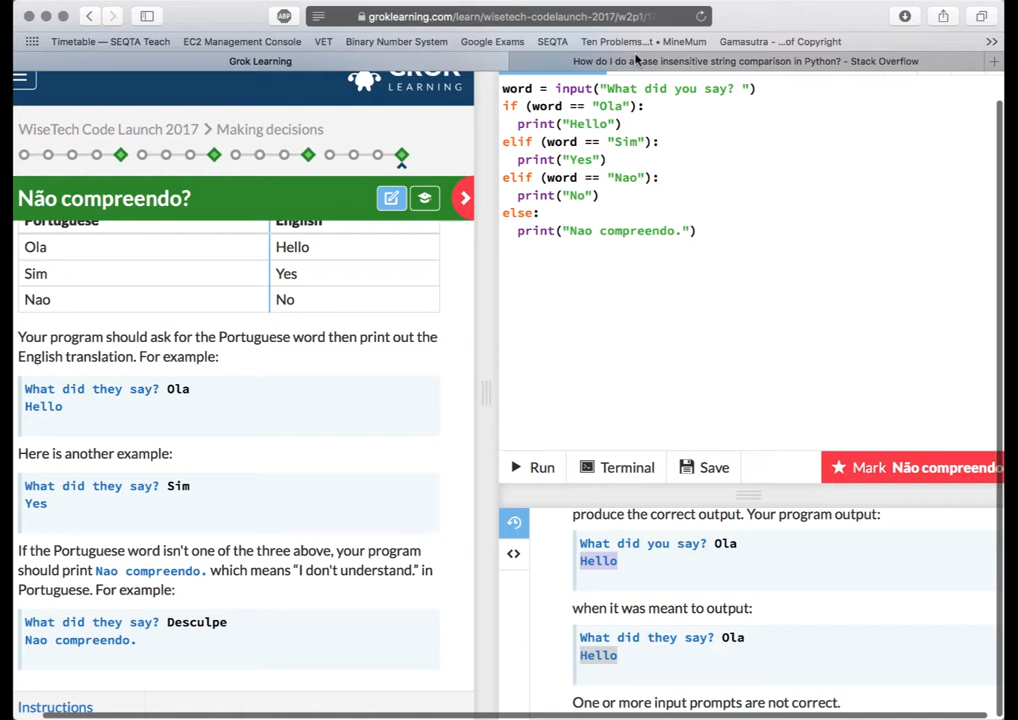 ABP
groklearning.com/learn/wisetech-codelaunch-2017/w2p1/
Timetable — SEQTA Teach
EC2 Management Console
VET
Binary Number System
Google Exams
SEQTA
Ten Problems...t • MineMum
Gamasutra - ...of Copyright
Grok Learning
How do I do a case insensitive string comparison in Python? - Stack Overflow
LEARNING
WiseTech Code Launch 2017 > Making decisions
Não compreendo?
Portuguese English
Ola Hello
Sim Yes
Nao No
Your program should ask for the Portuguese word then print out the
English translation. For example:
What did they say? Ola
Hello
Here is another example:
What did they say? Sim
Yes
If the Portuguese word isn't one of the three above, your program
should print Nao compreendo. which means “I don't understand.” in
Portuguese. For example:
What did they say? Desculpe
Nao compreendo.
Instructions
word = input("What did you say? ")
if (word == "Ola"):
print("Hello")
elif (word == "Sim"):
print("Yes")
elif (word == "Nao"):
print("No")
else:
print("Nao compreendo.")
Run
Terminal
Save
Mark Não compreendo
produce the correct output. Your program output:
What did you say? Ola
Hello
when it was meant to output:
What did they say? Ola
Hello
One or more input prompts are not correct.